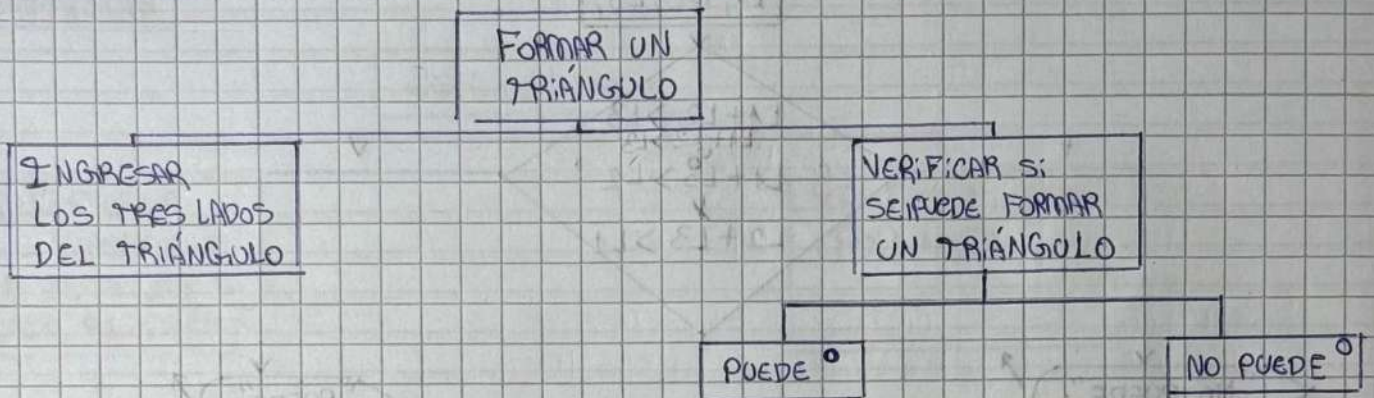 FORMAR UN
TRIÁNGULO
INGRESAR
LOS TRES LADOS
DEL TRIÁNGULO
VERIFICAR SI
SE PUEDE FORMAR
UN TRIÁNGULO
PUEDE °
NO PUEDE °